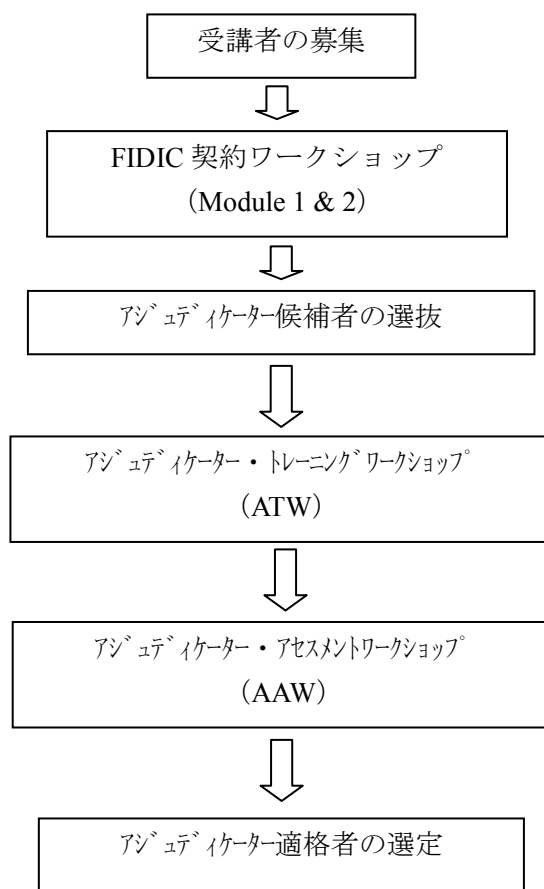 受講者の募集
FIDIC 契約ワークショップ
（Module 1 & 2）
ｱｼﾞｭﾃﾞｨｹｰﾀｰ候補者の選抜
ｱｼﾞｭﾃﾞｨｹｰﾀｰ・ﾄﾚｰﾆﾝｸﾞﾜｰｸｼｮｯﾌﾟ
（ATW）
ｱｼﾞｭﾃﾞｨｹｰﾀｰ・ｱｾｽﾒﾝﾄﾜｰｸｼｮｯﾌﾟ
（AAW）
ｱｼﾞｭﾃﾞｨｹｰﾀｰ適格者の選定